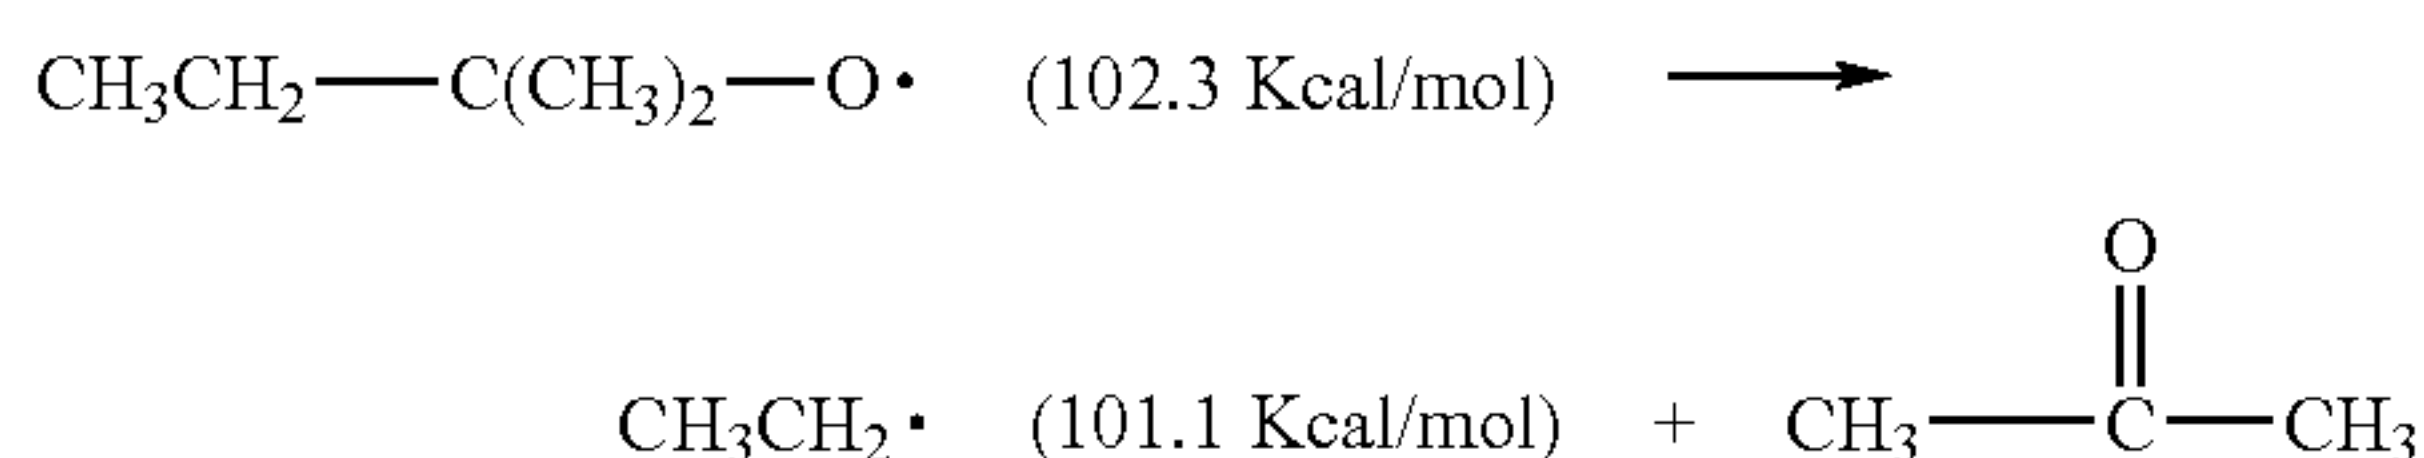 CH₃CH₂—C(CH₃)₂—O• (102.3 Kcal/mol) ⟶
O
CH₃CH₂• (101.1 Kcal/mol) + CH₃—C—CH₃